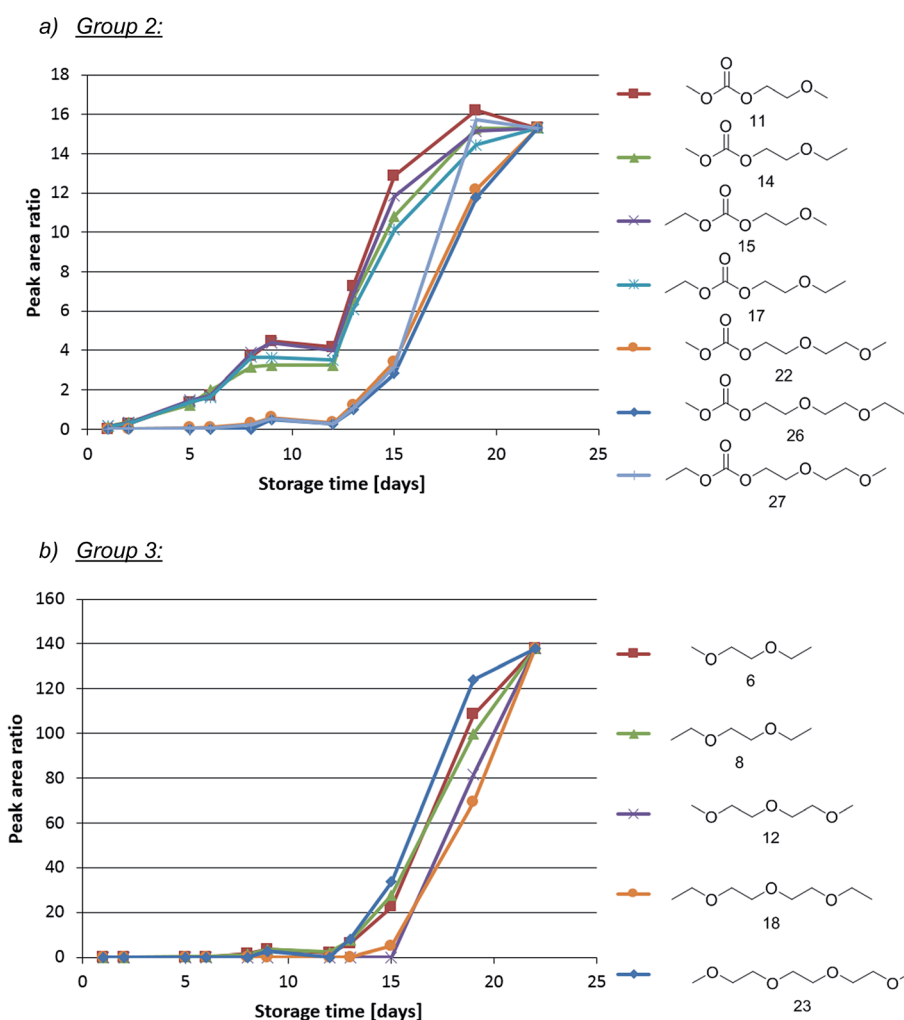 a) Group 2:
18
16
14
12
10
8
6
4
2
0
Peak area ratio
0 5 10 15 20 25
Storage time [days]
O
O O O
11
O
O O O
14
O
O O O
15
O
O O O
17
O
O O O O
22
O
O O O O
26
O
O O O O
27
b) Group 3:
160
140
120
100
80
60
40
20
0
Peak area ratio
0 5 10 15 20 25
Storage time [days]
O O
6
O O
8
O O O
12
O O O
18
O O O O
23